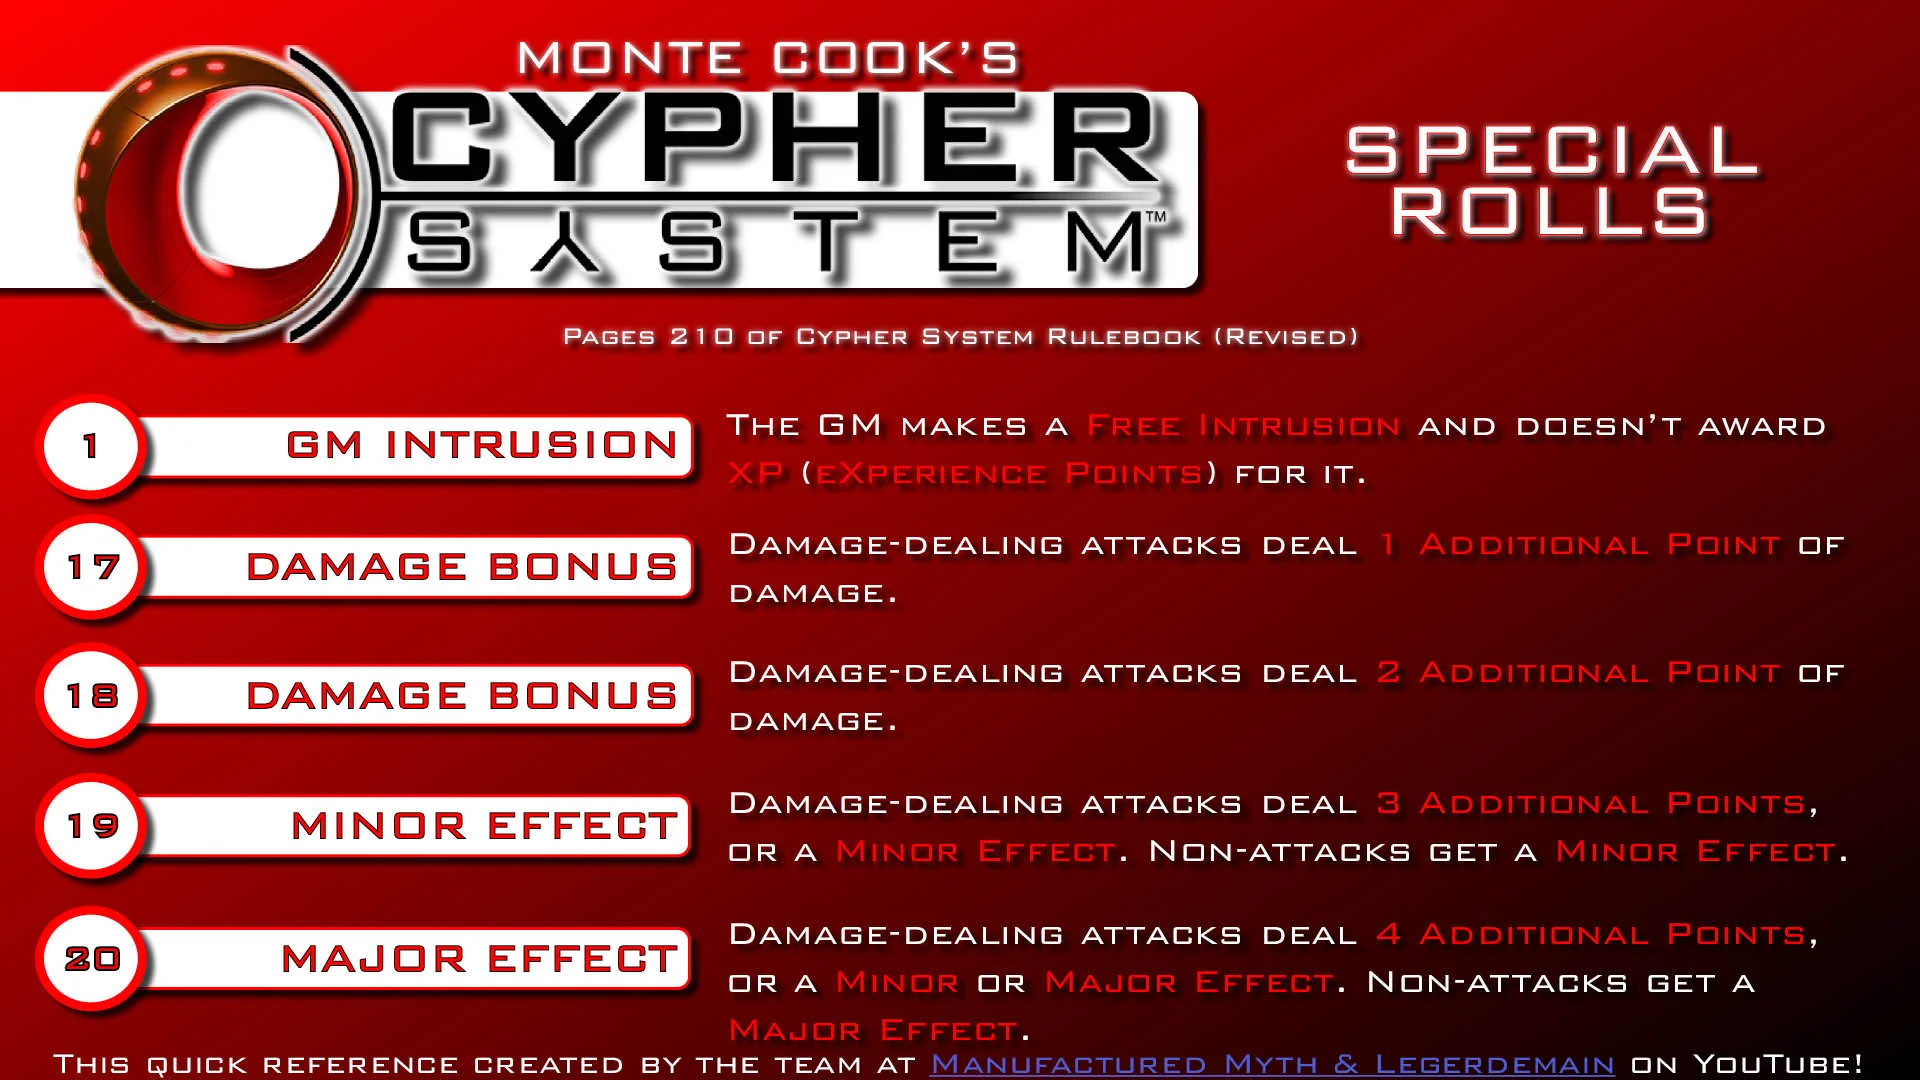 MONTE COOK'S
CYPHER
SYSTEM™
SPECIAL
ROLLS
PAGES 210 OF CYPHER SYSTEM RULEBOOK (REVISED)
1
GM INTRUSION
THE GM MAKES A FREE INTRUSION AND DOESN'T AWARD
XP (EXPERIENCE POINTS) FOR IT.
17
DAMAGE BONUS
DAMAGE-DEALING ATTACKS DEAL 1 ADDITIONAL POINT OF
DAMAGE.
18
DAMAGE BONUS
DAMAGE-DEALING ATTACKS DEAL 2 ADDITIONAL POINT OF
DAMAGE.
19
MINOR EFFECT
DAMAGE-DEALING ATTACKS DEAL 3 ADDITIONAL POINTS,
OR A MINOR EFFECT. NON-ATTACKS GET A MINOR EFFECT.
20
MAJOR EFFECT
DAMAGE-DEALING ATTACKS DEAL 4 ADDITIONAL POINTS,
OR A MINOR OR MAJOR EFFECT. NON-ATTACKS GET A
MAJOR EFFECT.
THIS QUICK REFERENCE CREATED BY THE TEAM AT MANUFACTURED MYTH & LEGERDEMAIN ON YOUTUBE!